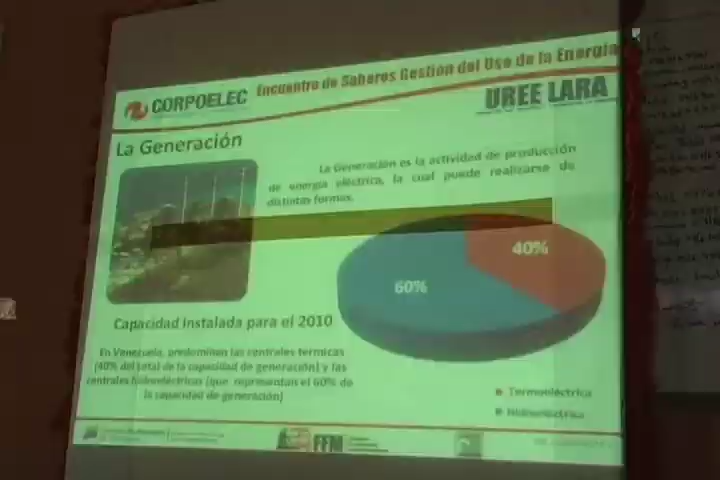 CORPOELEC
Encuentro de Saberes Gestión del Uso de la Energía
UREE LARA
La Generación
La Generación es la actividad de producción
de energía eléctrica, la cual puede realizarse de
distintas formas.
40%
60%
Capacidad Instalada para el 2010
En Venezuela, predominan las centrales termicas
(40% del total de la capacidad de generación) y las
centrales hidroeléctricas (que representan el 60% de
la capacidad de generación)
Termoeléctrica
Hidroeléctrica